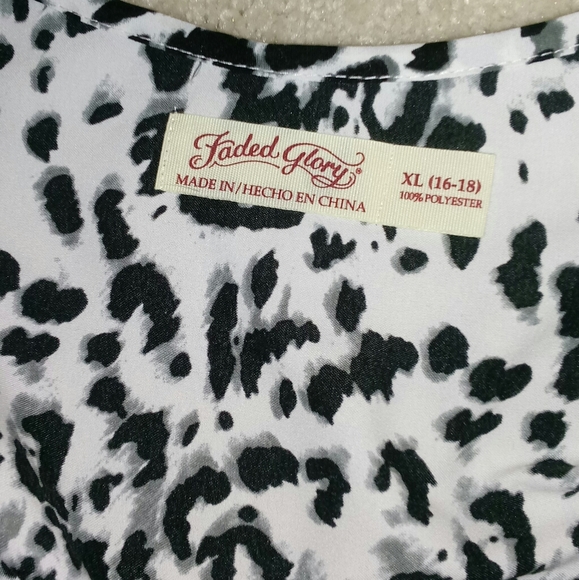 Faded Glory®
MADE IN/HECHO EN CHINA
XL (16-18)
100% POLYESTER